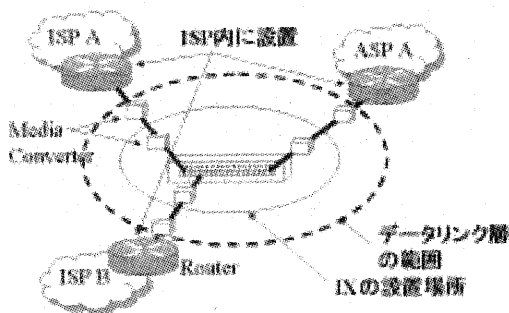 ISP A
ISP内に設置
ASP A
Media
Converter
データリンク層
の範囲
ISP B
Router
IXの設置場所